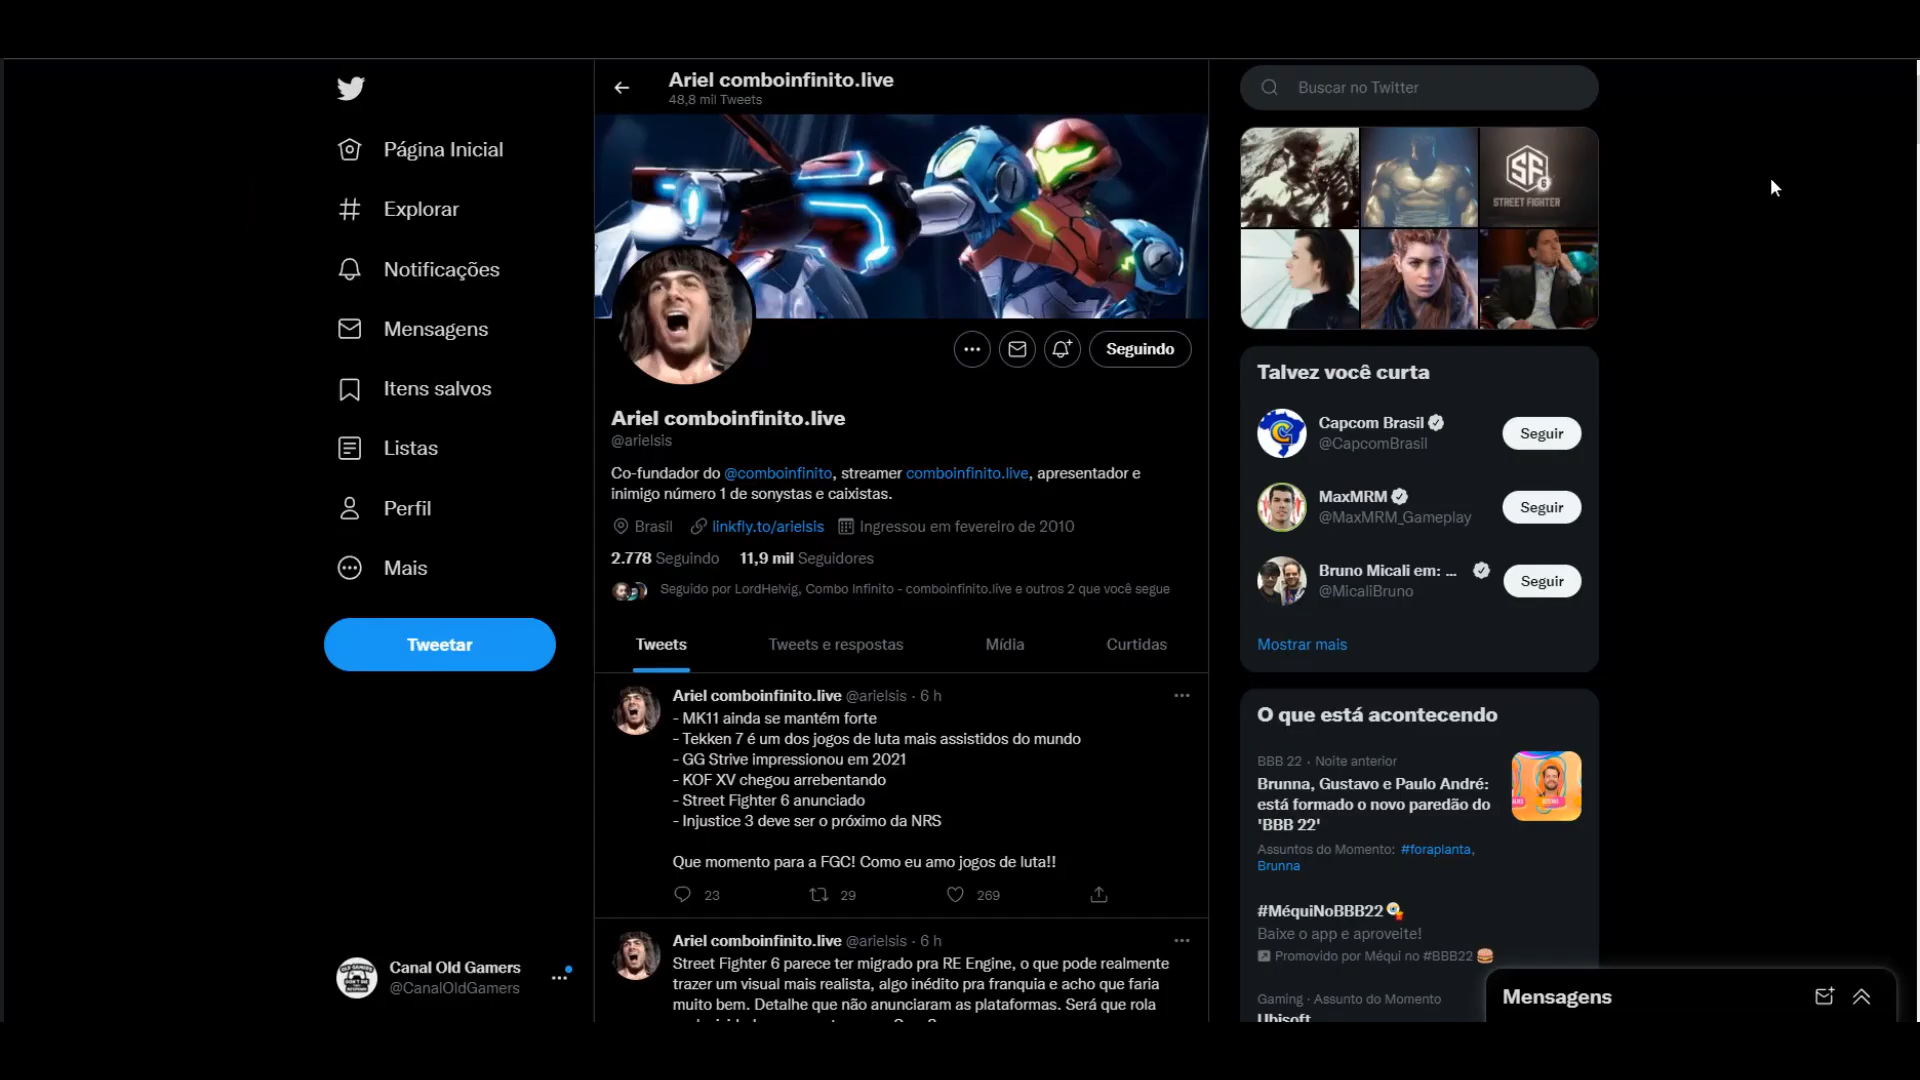 Página Inicial
Explorar
Notificações
Mensagens
Itens salvos
Listas
Perfil
Mais
Tweetar
Canal Old Gamers
@CanalOldGamers
Ariel comboinfinito.live
48,8 mil Tweets
Seguindo
Ariel comboinfinito.live
@arielsis
Co-fundador do @comboinfinito, streamer comboinfinito.live, apresentador e
inimigo número 1 de sonystas e caixistas.
Brasil linkfly.to/arielsis Ingressou em fevereiro de 2010
2.778 Seguindo 11,9 mil Seguidores
Seguido por LordHelvig, Combo Infinito - comboinfinito.live e outros 2 que você segue
Tweets Tweets e respostas Mídia Curtidas
Ariel comboinfinito.live @arielsis · 6 h
- MK11 ainda se mantém forte
- Tekken 7 é um dos jogos de luta mais assistidos do mundo
- GG Strive impressionou em 2021
- KOF XV chegou arrebentando
- Street Fighter 6 anunciado
- Injustice 3 deve ser o próximo da NRS
Que momento para a FGC! Como eu amo jogos de luta!!
23 29 269
Ariel comboinfinito.live @arielsis · 6 h
Street Fighter 6 parece ter migrado pra RE Engine, o que pode realmente
trazer um visual mais realista, algo inédito pra franquia e acho que faria
muito bem. Detalhe que não anunciaram as plataformas. Será que rola
Buscar no Twitter
SF
6
STREET FIGHTER
Talvez você curta
Capcom Brasil
@CapcomBrasil
Seguir
MaxMRM
@MaxMRM_Gameplay
Seguir
Bruno Micali em: ...
@MicaliBruno
Seguir
Mostrar mais
O que está acontecendo
BBB 22 · Noite anterior
Brunna, Gustavo e Paulo André:
está formado o novo paredão do
'BBB 22'
Assuntos do Momento: #foraplanta,
Brunna
#MéquiNoBBB22
Baixe o app e aproveite!
Promovido por Méqui no #BBB22
Gaming · Assunto do Momento
Ubisoft
Mensagens